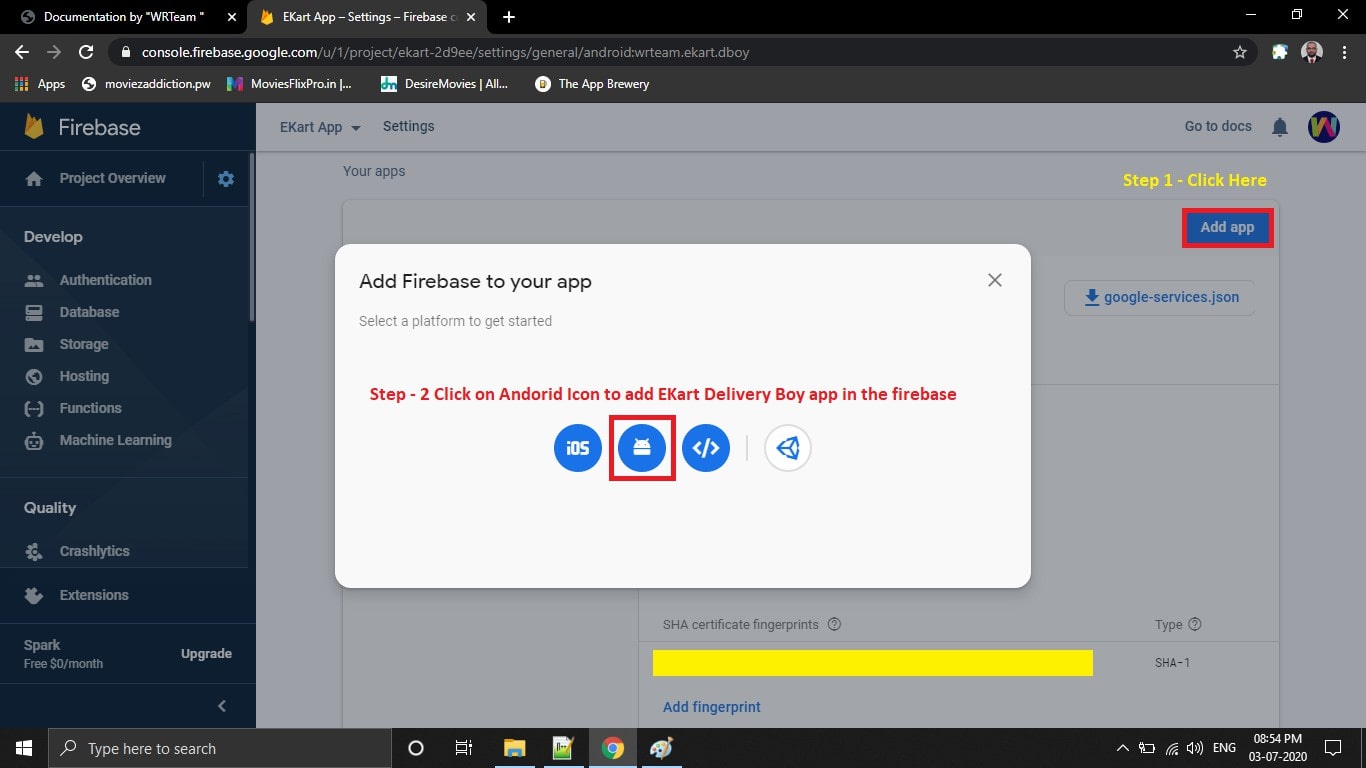 Documentation by "WRTeam "
EKart App – Settings – Firebase c
console.firebase.google.com/u/1/project/ekart-2d9ee/settings/general/android:wrteam.ekart.dboy
Apps
moviezaddiction.pw
MoviesFlixPro.in |...
DesireMovies | All...
The App Brewery
Firebase
EKart App
Settings
Go to docs
Project Overview
Your apps
Step 1 - Click Here
Add app
Develop
Authentication
Database
Storage
Hosting
Functions
Machine Learning
Quality
Crashlytics
Extensions
Spark
Free $0/month
Upgrade
Add Firebase to your app
Select a platform to get started
google-services.json
Step - 2 Click on Andorid Icon to add EKart Delivery Boy app in the firebase
iOS
SHA certificate fingerprints
Type
SHA-1
Add fingerprint
Type here to search
ENG
08:54 PM
03-07-2020